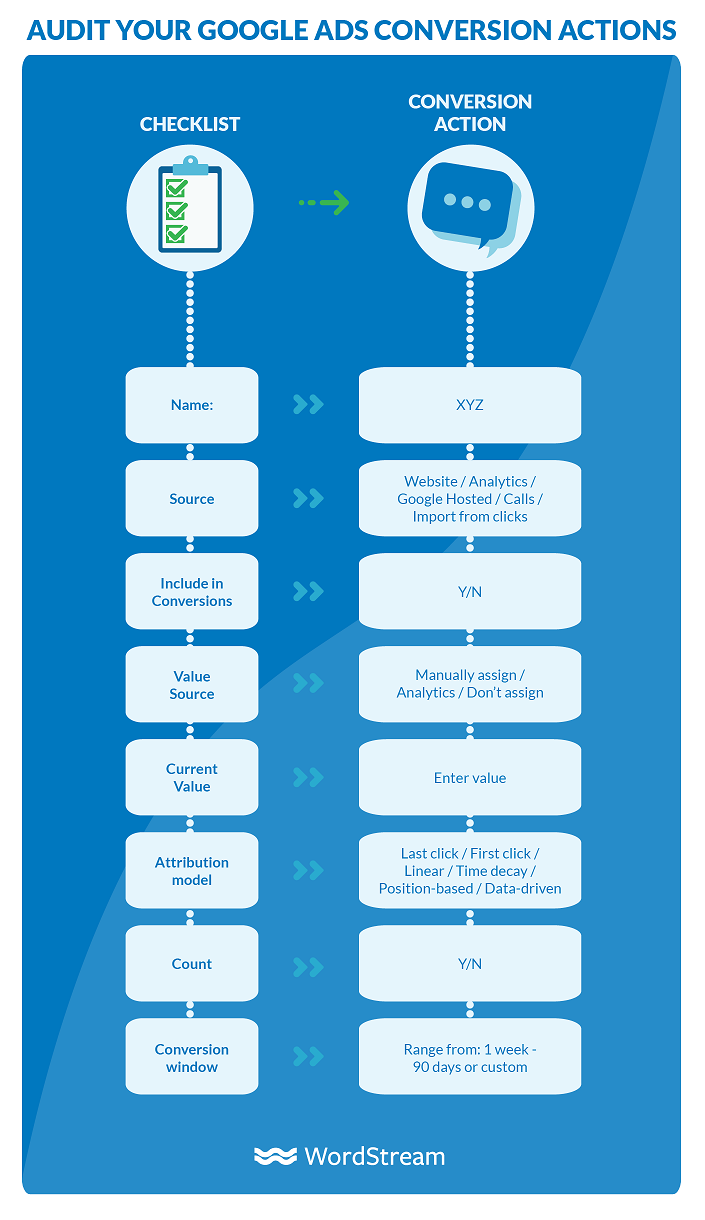 AUDIT YOUR GOOGLE ADS CONVERSION ACTIONS
CHECKLIST
CONVERSION
ACTION
Name:
XYZ
Source
Website / Analytics /
Google Hosted / Calls /
Import from clicks
Include in
Conversions
Y/N
Value
Source
Manually assign /
Analytics / Don't assign
Current
Value
Enter value
Attribution
model
Last click / First click /
Linear / Time decay /
Position-based / Data-driven
Count
Y/N
Conversion
window
Range from: 1 week -
90 days or custom
WordStream